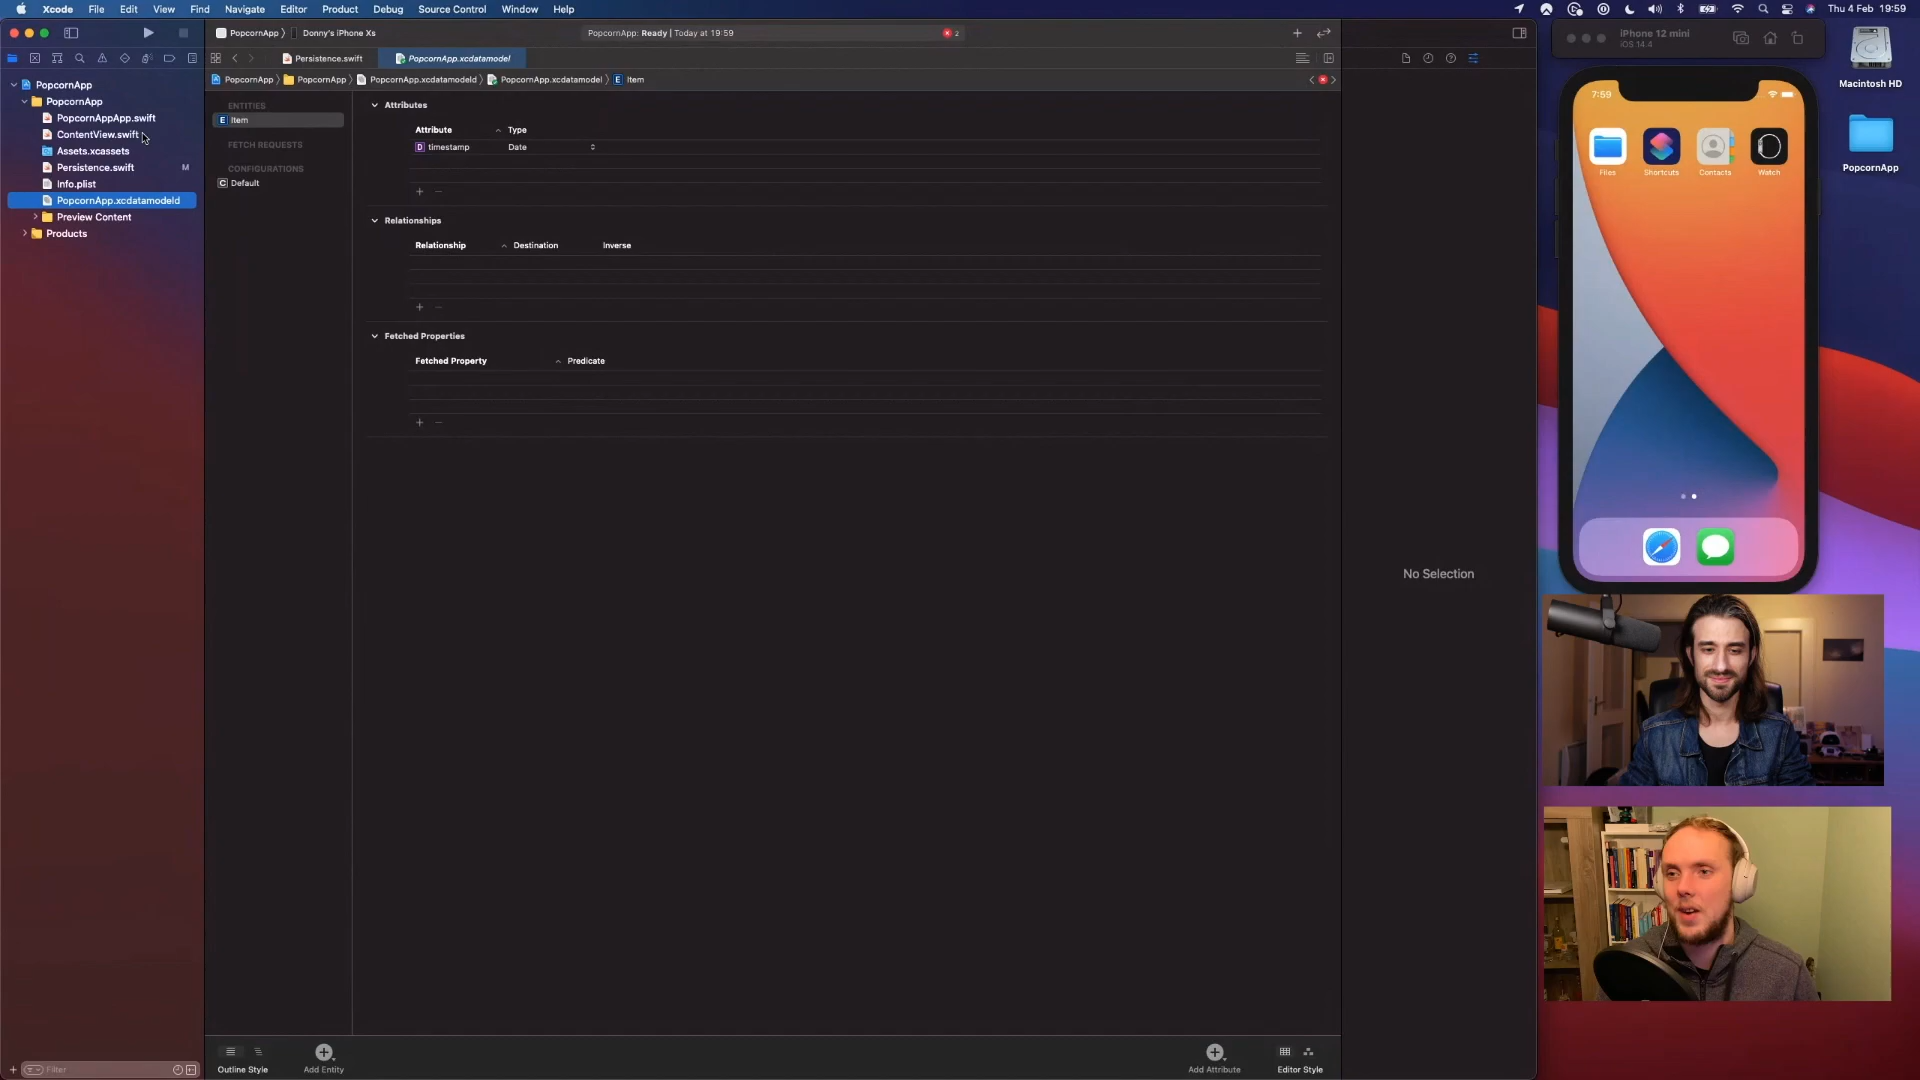 Xcode File Edit View Find Navigate Editor Product Debug Source Control Window Help
Thu 4 Feb 19:59
PopcornApp 〉 Donny's iPhone Xs
PopcornApp: Ready | Today at 19:59
2
Persistence.swift
PopcornApp.xcdatamodel
PopcornApp 〉 PopcornApp 〉 PopcornApp.xcdatamodeld 〉 PopcornApp.xcdatamodel 〉 E Item
PopcornApp
PopcornApp
PopcornAppApp.swift
ContentView.swift
Assets.xcassets
Persistence.swift M
Info.plist
PopcornApp.xcdatamodeld
Preview Content
Products
Filter
ENTITIES
E Item
FETCH REQUESTS
CONFIGURATIONS
C Default
Attributes
Attribute Type
D timestamp Date
Relationships
Relationship Destination Inverse
Fetched Properties
Fetched Property Predicate
No Selection
Outline Style
Add Entity
Add Attribute
Editor Style
iPhone 12 mini
iOS 14.4
7:59
Files Shortcuts Contacts Watch
Macintosh HD
PopcornApp